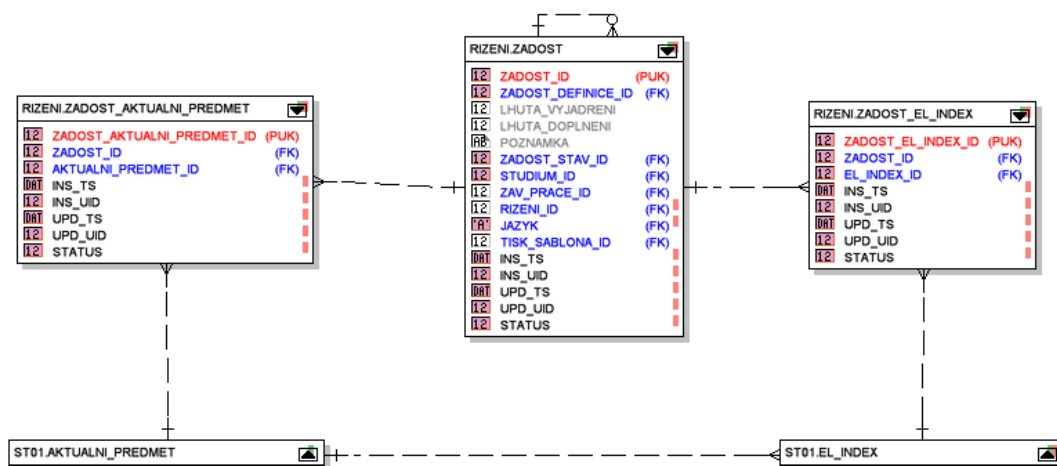 RIZENI.ZADOST
12 ZADOST_ID (PUK)
12 ZADOST_DEFINICE_ID (FK)
12 LHUTA_VYJADRENI
12 LHUTA_DOPLNENI
AB POZNAMKA
12 ZADOST_STAV_ID (FK)
12 STUDIUM_ID (FK)
12 ZAV_PRACE_ID (FK)
12 RIZENI_ID (FK)
'A' JAZYK (FK)
12 TISK_SABLONA_ID (FK)
DAT INS_TS
12 INS_UID
DAT UPD_TS
12 UPD_UID
12 STATUS
RIZENI.ZADOST_AKTUALNI_PREDMET
12 ZADOST_AKTUALNI_PREDMET_ID (PUK)
12 ZADOST_ID (FK)
12 AKTUALNI_PREDMET_ID (FK)
DAT INS_TS
12 INS_UID
DAT UPD_TS
12 UPD_UID
12 STATUS
RIZENI.ZADOST_EL_INDEX
12 ZADOST_EL_INDEX_ID (PUK)
12 ZADOST_ID (FK)
12 EL_INDEX_ID (FK)
DAT INS_TS
12 INS_UID
DAT UPD_TS
12 UPD_UID
12 STATUS
ST01.AKTUALNI_PREDMET
ST01.EL_INDEX